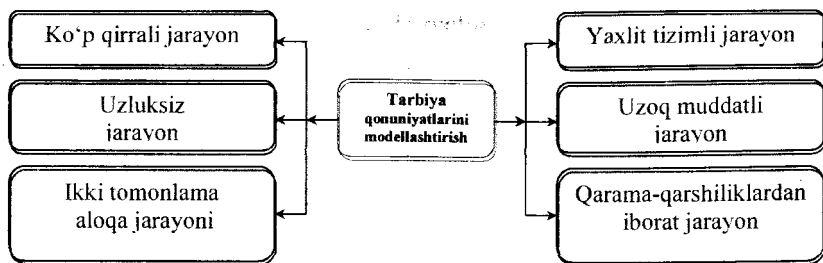 Ko‘p qirrali jarayon
Uzluksiz
jarayon
Ikki tomonlama
aloqa jarayoni
Tarbiya
qonuniyatlarini
modellashtirish
Yaxlit tizimli jarayon
Uzoq muddatli
jarayon
Qarama-qarshiliklardan
iborat jarayon